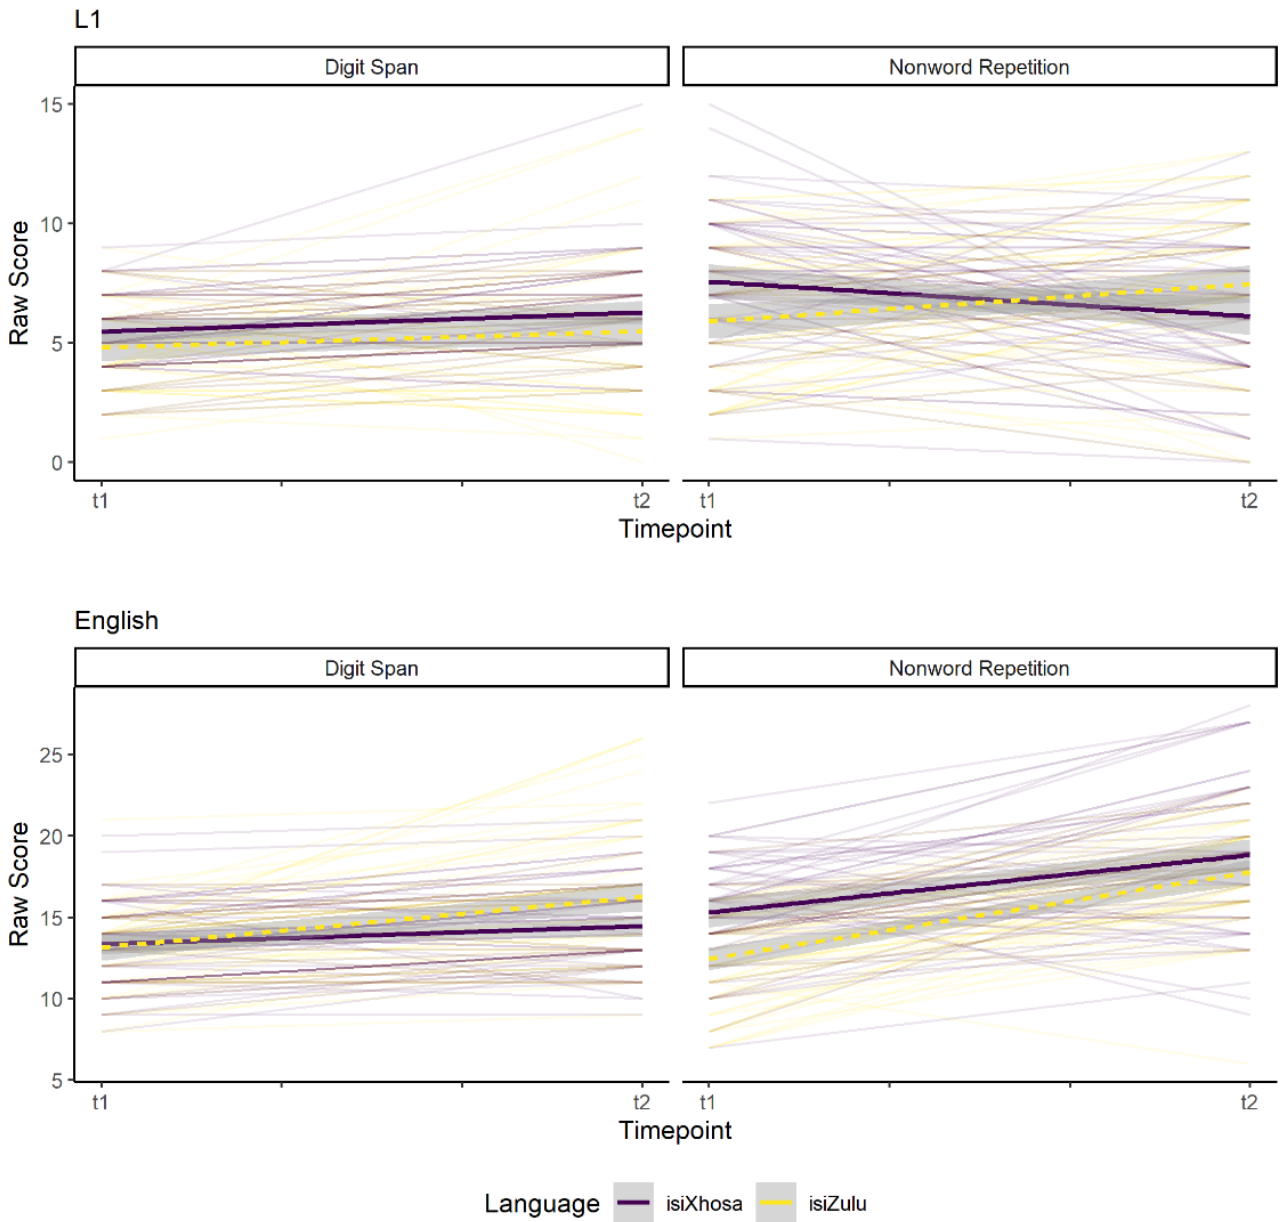 L1
Digit Span
Nonword Repetition
15
10
5
0
Raw Score
t1
t2
t1
t2
Timepoint
English
Digit Span
Nonword Repetition
25
20
15
10
5
Raw Score
t1
t2
t1
t2
Timepoint
Language isiXhosa isiZulu